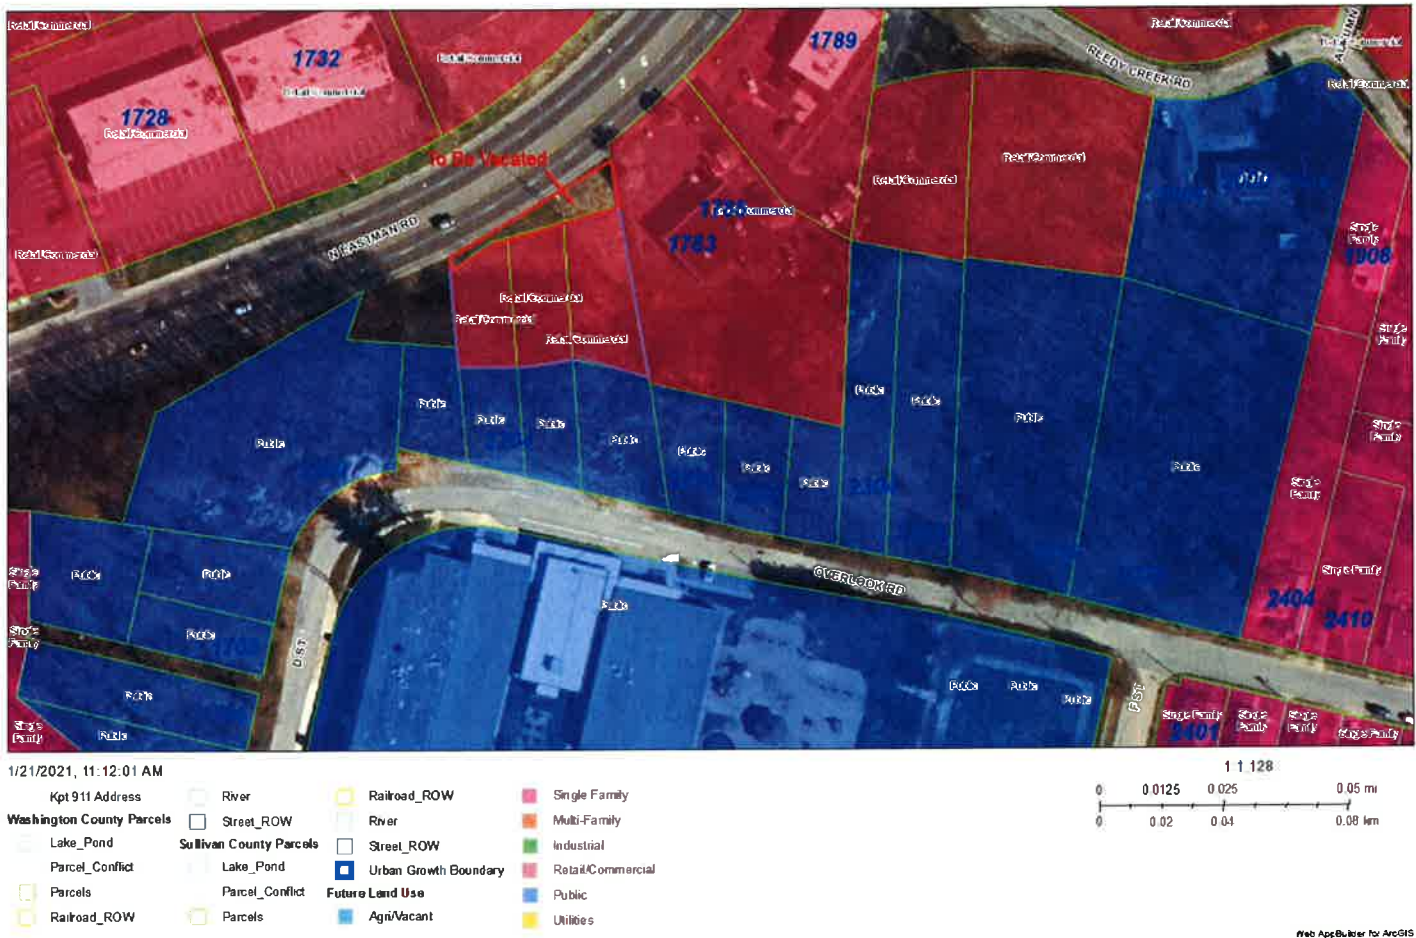 Retail/Commercial
1732
Retail/Commercial
Retail/Commercial
1728
Retail/Commercial
Retail/Commercial
1789
Retail/Commercial
REEDY CREEK RD
Retail/Commercial
Retail/Commercial
To Be Vacated
N EASTMAN RD
Retail/Commercial
Retail/Commercial
1783
Retail/Commercial
Retail/Commercial
Retail/Commercial
Retail/Commercial
Retail/Commercial
Single
Family
1908
Single
Family
Public
Public
Public
Public
Public
Public
Public
Public
Public
Public
Public
Public
Public
Single
Family
Single
Family
Single Family
2404
2410
Single
Family
Public
Public
Single
Family
Public
Public
OVERLOOK RD
D ST
Public
Public
Single
Family
Public
Public
Public
Public
F ST
Single Family
2401
Single
Family
Single
Family
Single Family
1/21/2021, 11:12:01 AM
Kpt 911 Address
Washington County Parcels
Lake_Pond
Parcel_Conflict
Parcels
Railroad_ROW
River
Street_ROW
Sullivan County Parcels
Lake_Pond
Parcel_Conflict
Parcels
Railroad_ROW
River
Street_ROW
Urban Growth Boundary
Future Land Use
Agri/Vacant
Single Family
Multi-Family
Industrial
Retail/Commercial
Public
Utilities
1 1,128
0 0.0125 0.025 0.05 mi
0 0.02 0.04 0.08 km
Web AppBuilder for ArcGIS